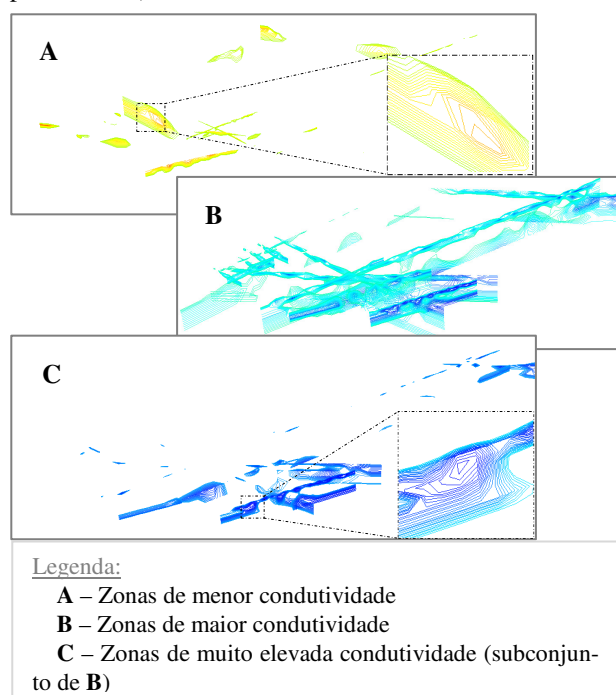 A
B
C
Legenda:
A – Zonas de menor condutividade
B – Zonas de maior condutividade
C – Zonas de muito elevada condutividade (subconjun-
to de B)